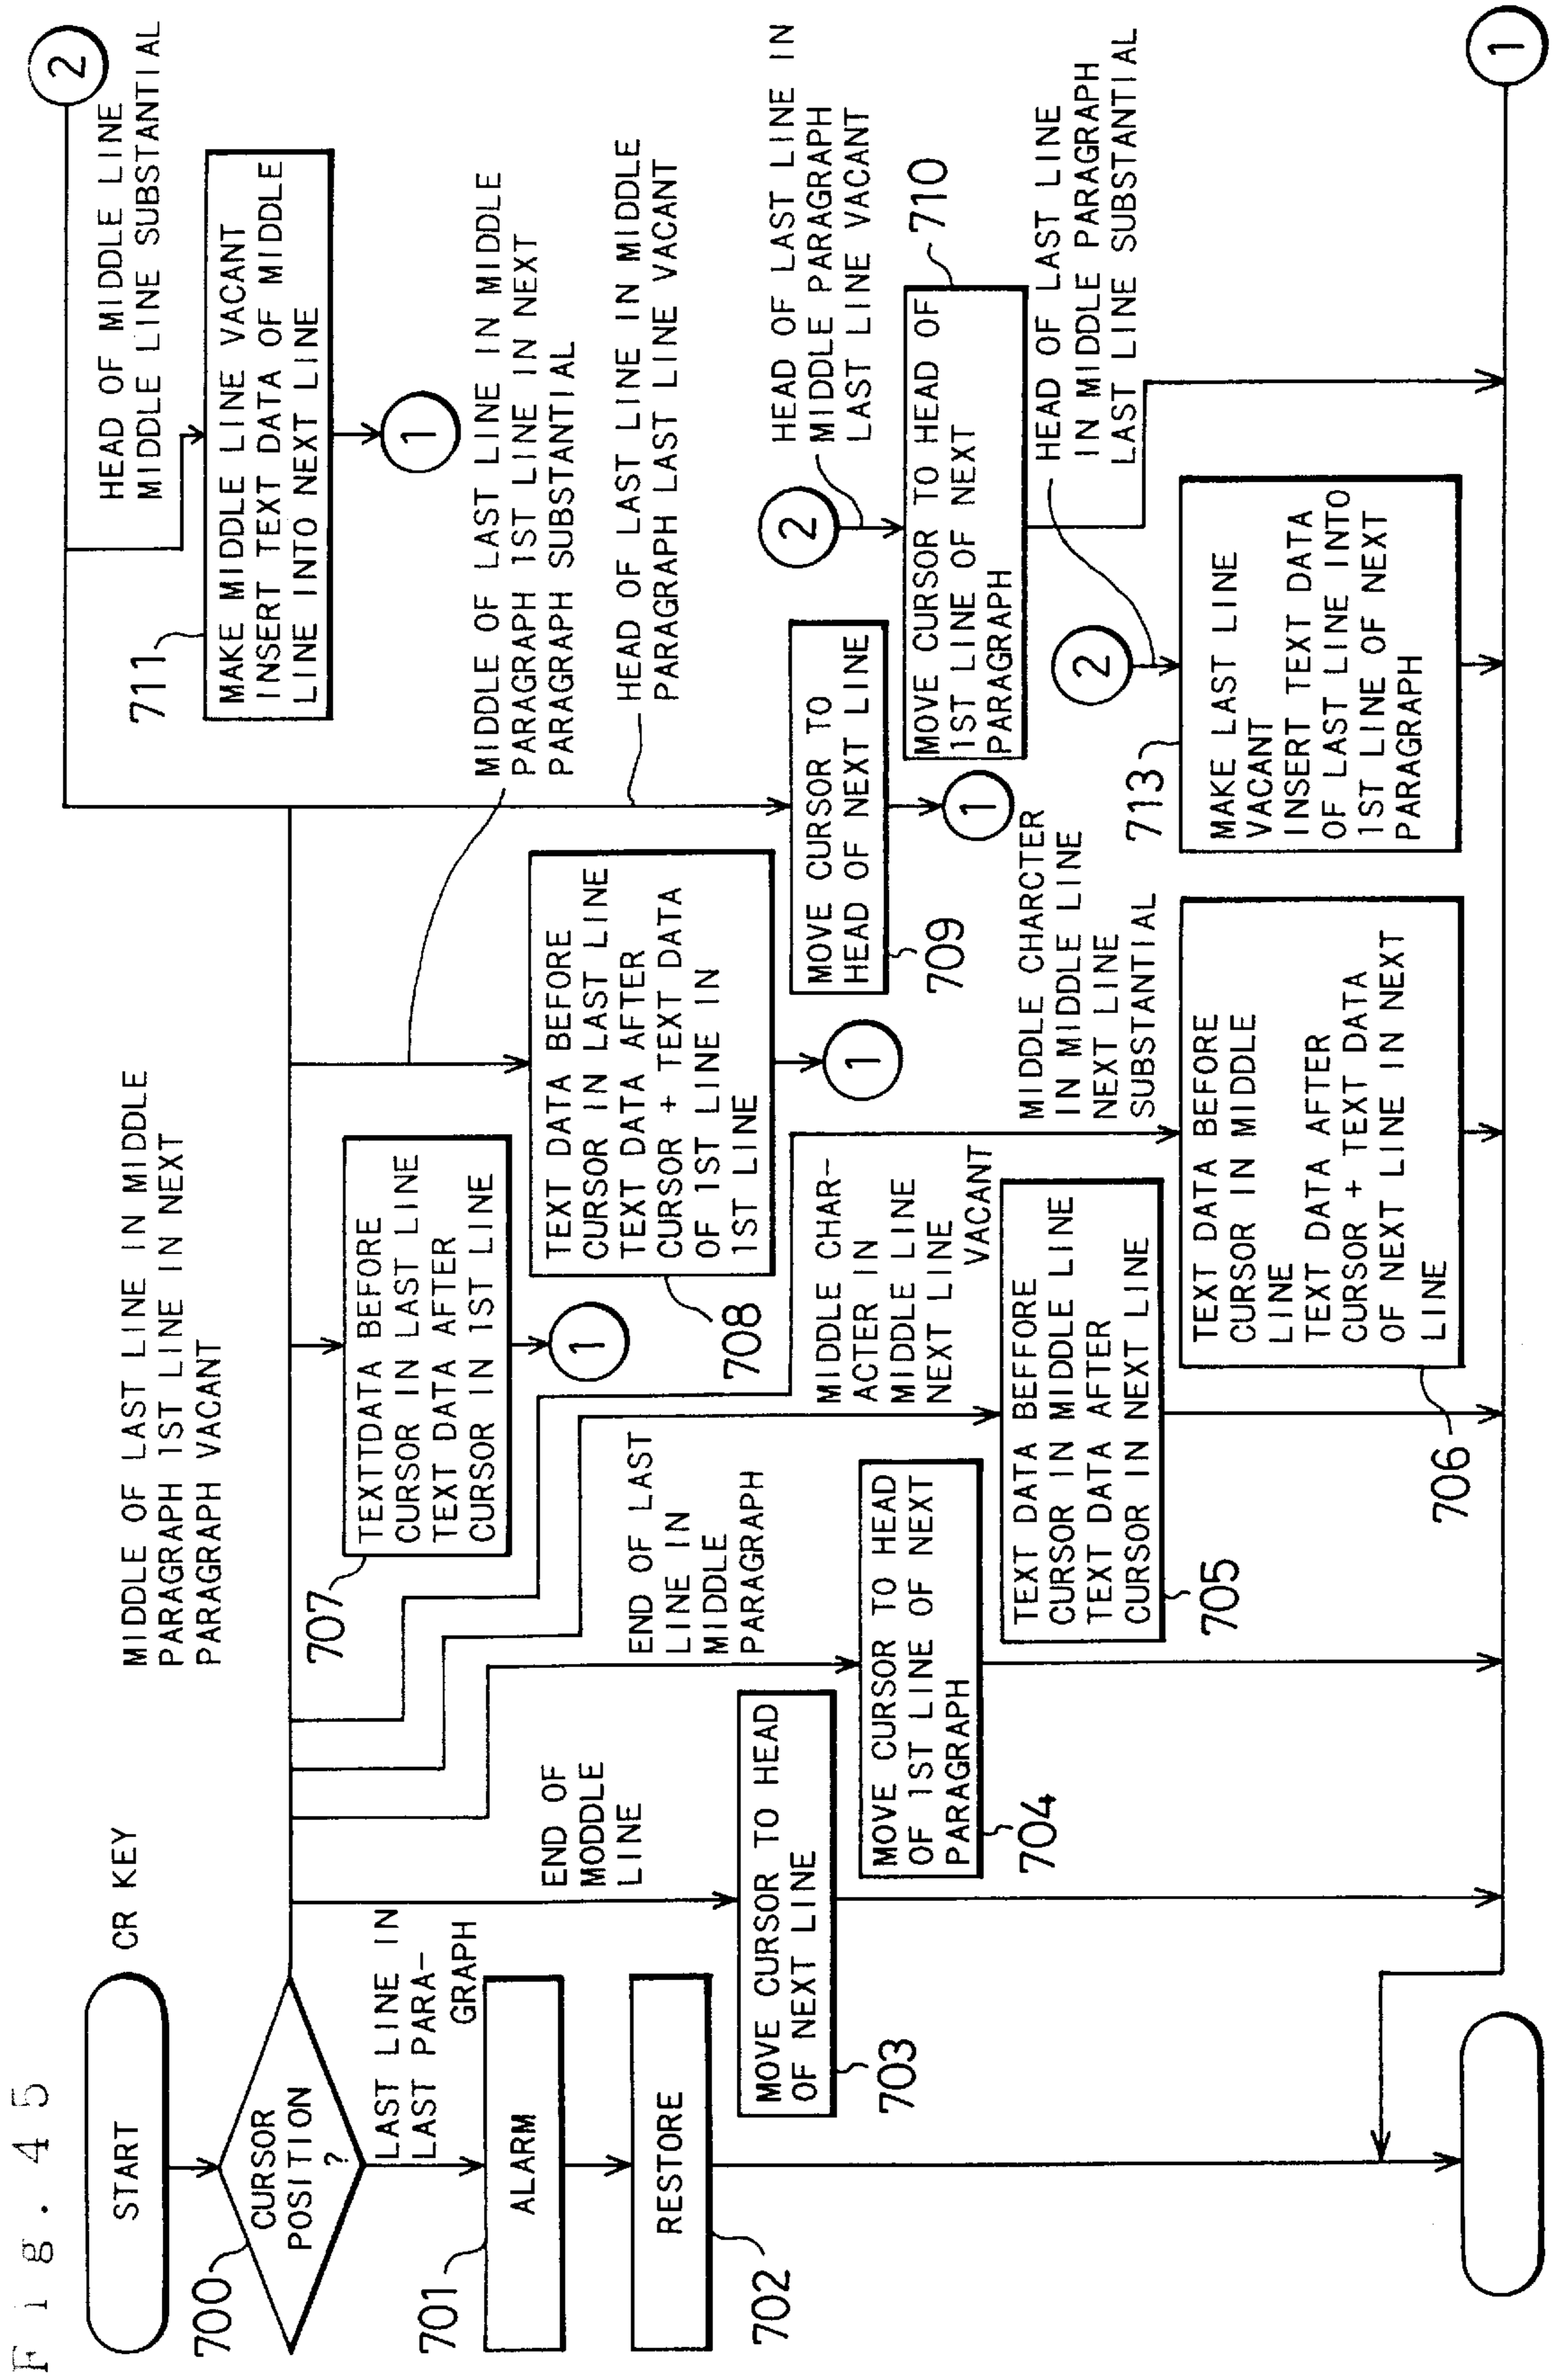 Fig. 45
START
CR KEY
700
CURSOR
POSITION
?
LAST LINE IN
LAST PARA-
GRAPH
701
ALARM
702
RESTORE
END OF
MODDLE
LINE
703
MOVE CURSOR TO HEAD
OF NEXT LINE
END OF LAST
LINE IN
MIDDLE
PARAGRAPH
704
MOVE CURSOR TO HEAD
OF 1ST LINE OF NEXT
PARAGRAPH
MIDDLE CHAR-
ACTER IN
MIDDLE LINE
NEXT LINE
VACANT
705
TEXT DATA BEFFORE
CURSOR IN MIDDLE LINE
TEXT DATA AFTER
CURSOR IN NEXT LINE
MIDDLE CHARCTER
IN MIDDLE LINE
NEXT LINE
SUBSTANTIAL
706
TEXT DATA BEFORE
CURSOR IN MIDDLE
LINE
TEXT DATA AFTER
CURSOR + TEXT DATA
OF NEXT LINE IN NEXT
LINE
MIDDLE OF LAST LINE IN MIDDLE
PARAGRAPH 1ST LINE IN NEXT
PARAGRAPH VACANT
707
TEXTTDATA BEFORE
CURSOR IN LAST LINE
TEXT DATA AFTER
CURSOR IN 1ST LINE
1
MIDDLE OF LAST LINE IN MIDDLE
PARAGRAPH 1ST LINE IN NEXT
PARAGRAPH SUBSTANTIAL
708
TEXT DATA BEFORE
CURSOR IN LAST LINE
TEXT DATA AFTER
CURSOR + TEXT DATA
OF 1ST LINE IN
1ST LINE
1
HEAD OF LAST LINE IN MIDDLE
PARAGRAPH LAST LINE VACANT
709
MOVE CURSOR TO
HEAD OF NEXT LINE
1
2
HEAD OF MIDDLE LINE
MIDDLE LINE SUBSTANTIAL
711
MAKE MIDDLE LINE VACANT
INSERT TEXT DATA OF MIDDLE
LINE INTO NEXT LINE
1
2
HEAD OF LAST LINE IN
MIDDLE PARAGRAPH
LAST LINE VACANT
710
MOVE CURSOR TO HEAD OF
1ST LINE OF NEXT
PARAGRAPH
2
HEAD OF LAST LINE
IN MIDDLE PARAGRAPH
LAST LINE SUBSTANTIAL
713
MAKE LAST LINE
VACANT
INSERT TEXT DATA
OF LAST LINE INTO
1ST LINE OF NEXT
PARAGRAPH
1